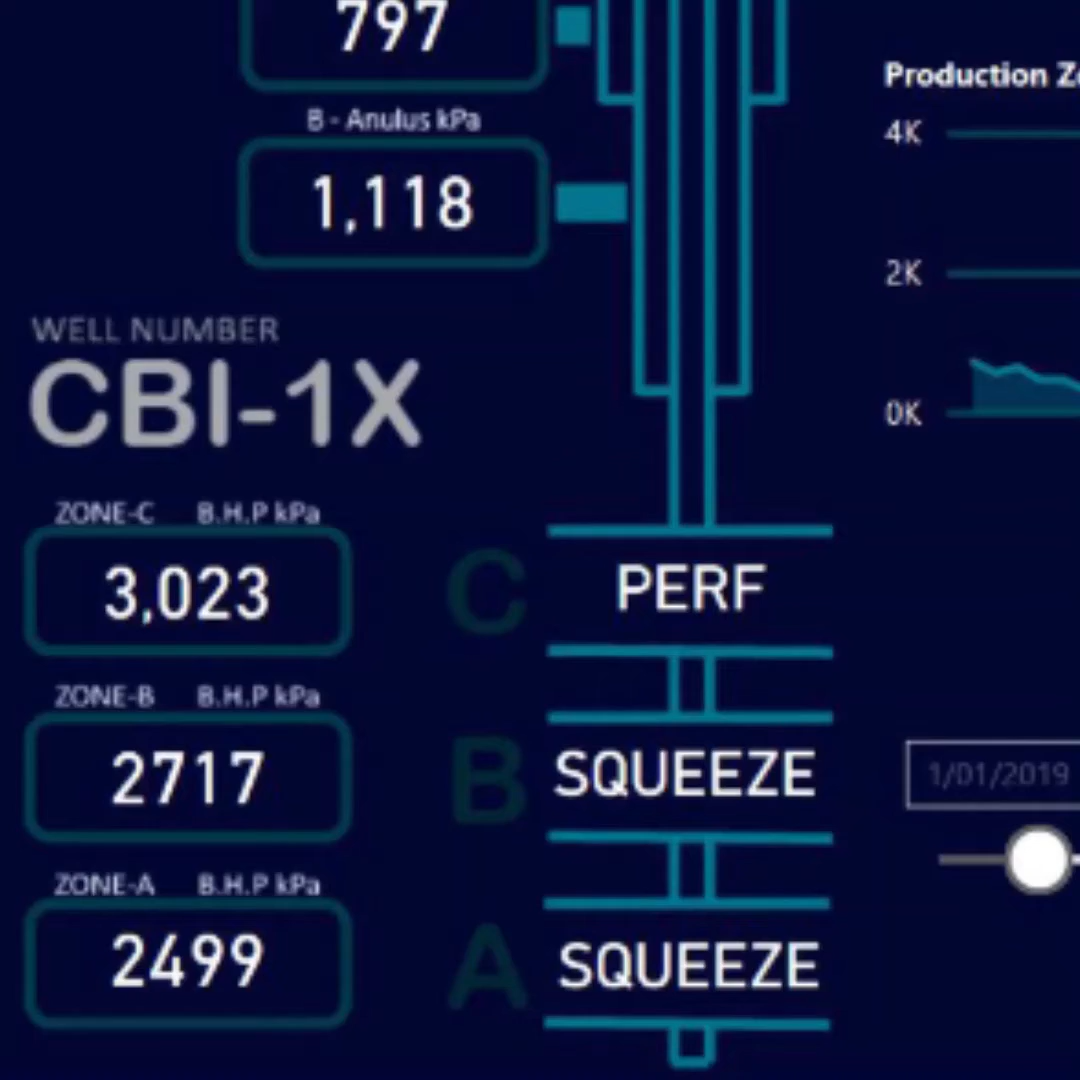 797
B - Anulus kPa
1,118
WELL NUMBER
CBI-1X
ZONE-C B.H.P kPa
3,023
C PERF
ZONE-B B.H.P kPa
2717
B SQUEEZE
ZONE-A B.H.P kPa
2499
A SQUEEZE
Production
4K
2K
0K
1/01/2019